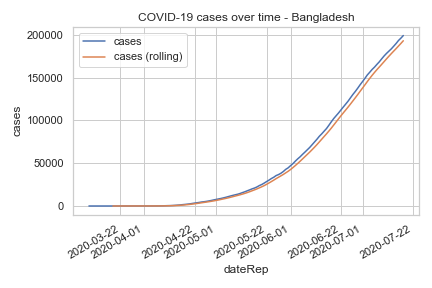 COVID-19 cases over time - Bangladesh
200000
150000
100000
50000
0
cases
cases
cases (rolling)
2020-03-22
2020-04-01
2020-04-22
2020-05-01
2020-05-22
2020-06-01
2020-06-22
2020-07-01
2020-07-22
dateRep